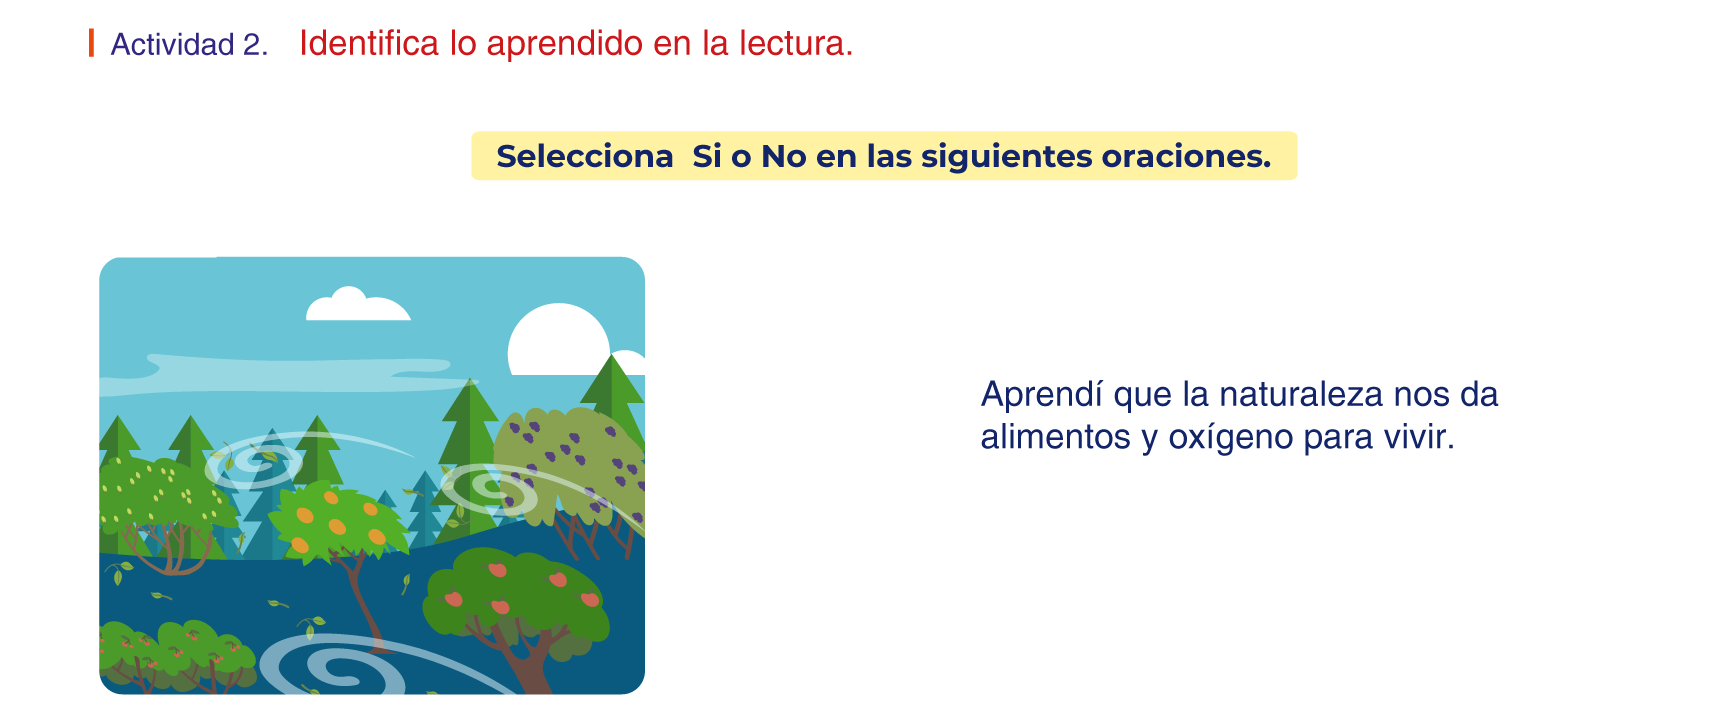 Actividad 2. Identifica lo aprendido en la lectura.
Selecciona Si o No en las siguientes oraciones.
Aprendí que la naturaleza nos da
alimentos y oxígeno para vivir.